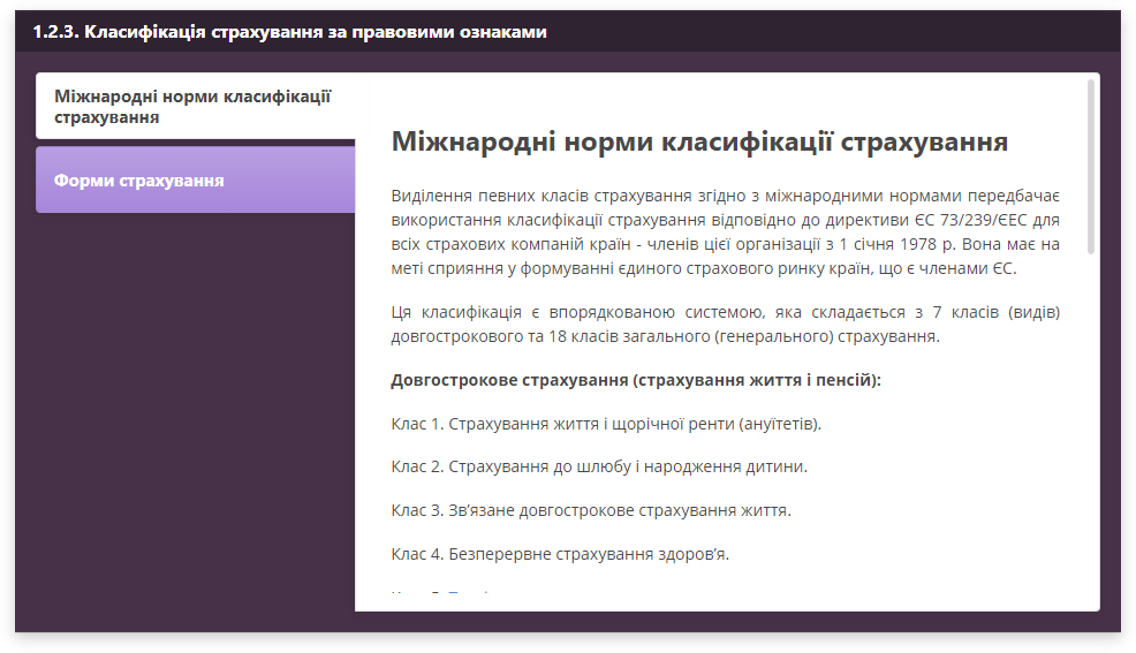 1.2.3. Класифікація страхування за правовими ознаками
Міжнародні норми класифікації
страхування
Форми страхування
Міжнародні норми класифікації страхування
Виділення певних класів страхування згідно з міжнародними нормами передбачає
використання класифікації страхування відповідно до директиви ЄС 73/239/ЄЕС для
всіх страхових компаній країн - членів цієї організації з 1 січня 1978 р. Вона має на
меті сприяння у формуванні єдиного страхового ринку країн, що є членами ЄС.
Ця класифікація є впорядкованою системою, яка складається з 7 класів (видів)
довгострокового та 18 класів загального (генерального) страхування.
Довгострокове страхування (страхування життя і пенсій):
Клас 1. Страхування життя і щорічної ренти (ануїтетів).
Клас 2. Страхування до шлюбу і народження дитини.
Клас 3. Зв’язане довгострокове страхування життя.
Клас 4. Безперервне страхування здоров’я.